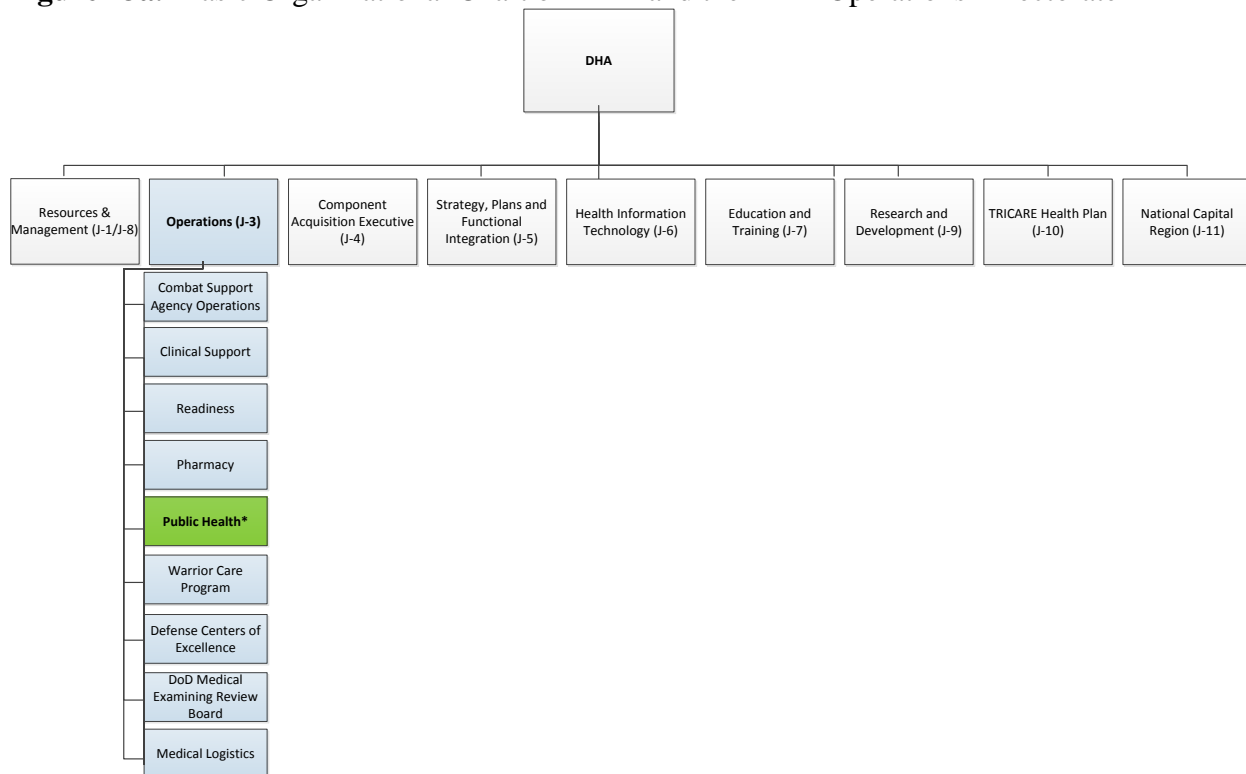 DHA
Resources &
Management (J-1/J-8)
Operations (J-3)
Component
Acquisition Executive
(J-4)
Strategy, Plans and
Functional
Integration (J-5)
Health Information
Technology (J-6)
Education and
Training (J-7)
Research and
Development (J-9)
TRICARE Health Plan
(J-10)
National Capital
Region (J-11)
Combat Support
Agency Operations
Clinical Support
Readiness
Pharmacy
Public Health*
Warrior Care
Program
Defense Centers of
Excellence
DoD Medical
Examining Review
Board
Medical Logistics